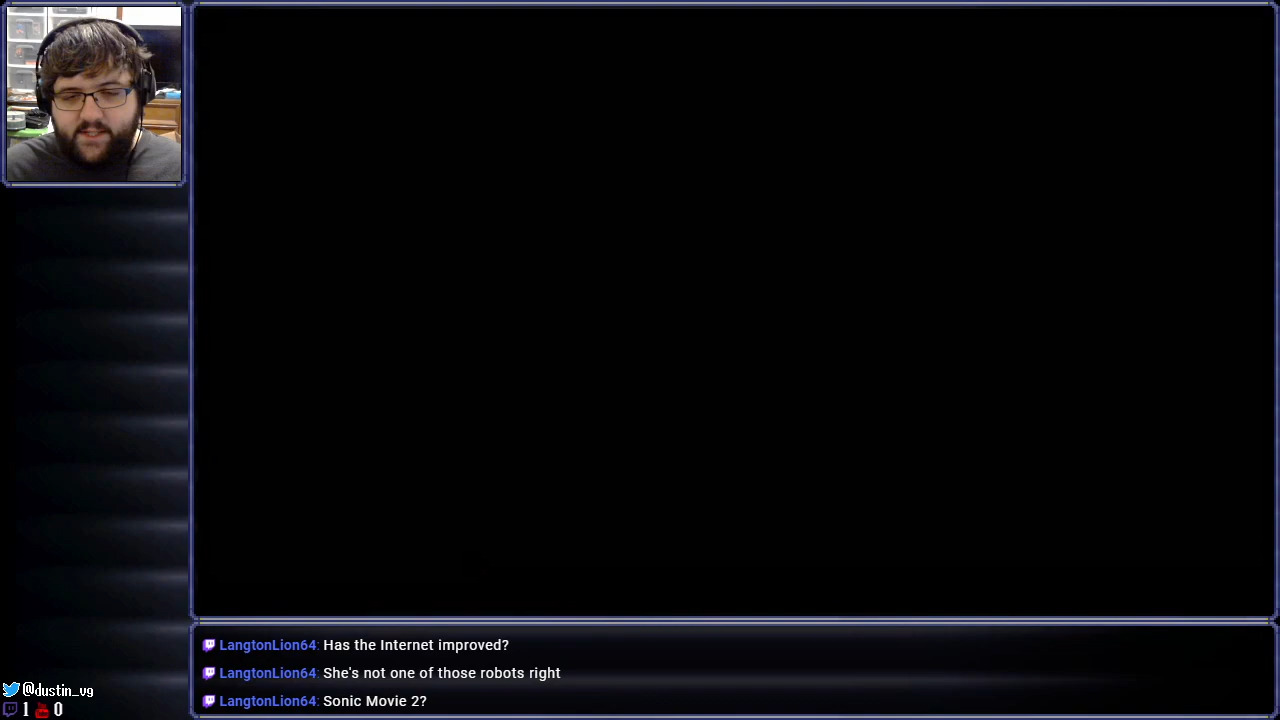 LangtonLion64: Has the Internet improved?
LangtonLion64: She's not one of those robots right
LangtonLion64: Sonic Movie 2?
@dustin_vg
1 0